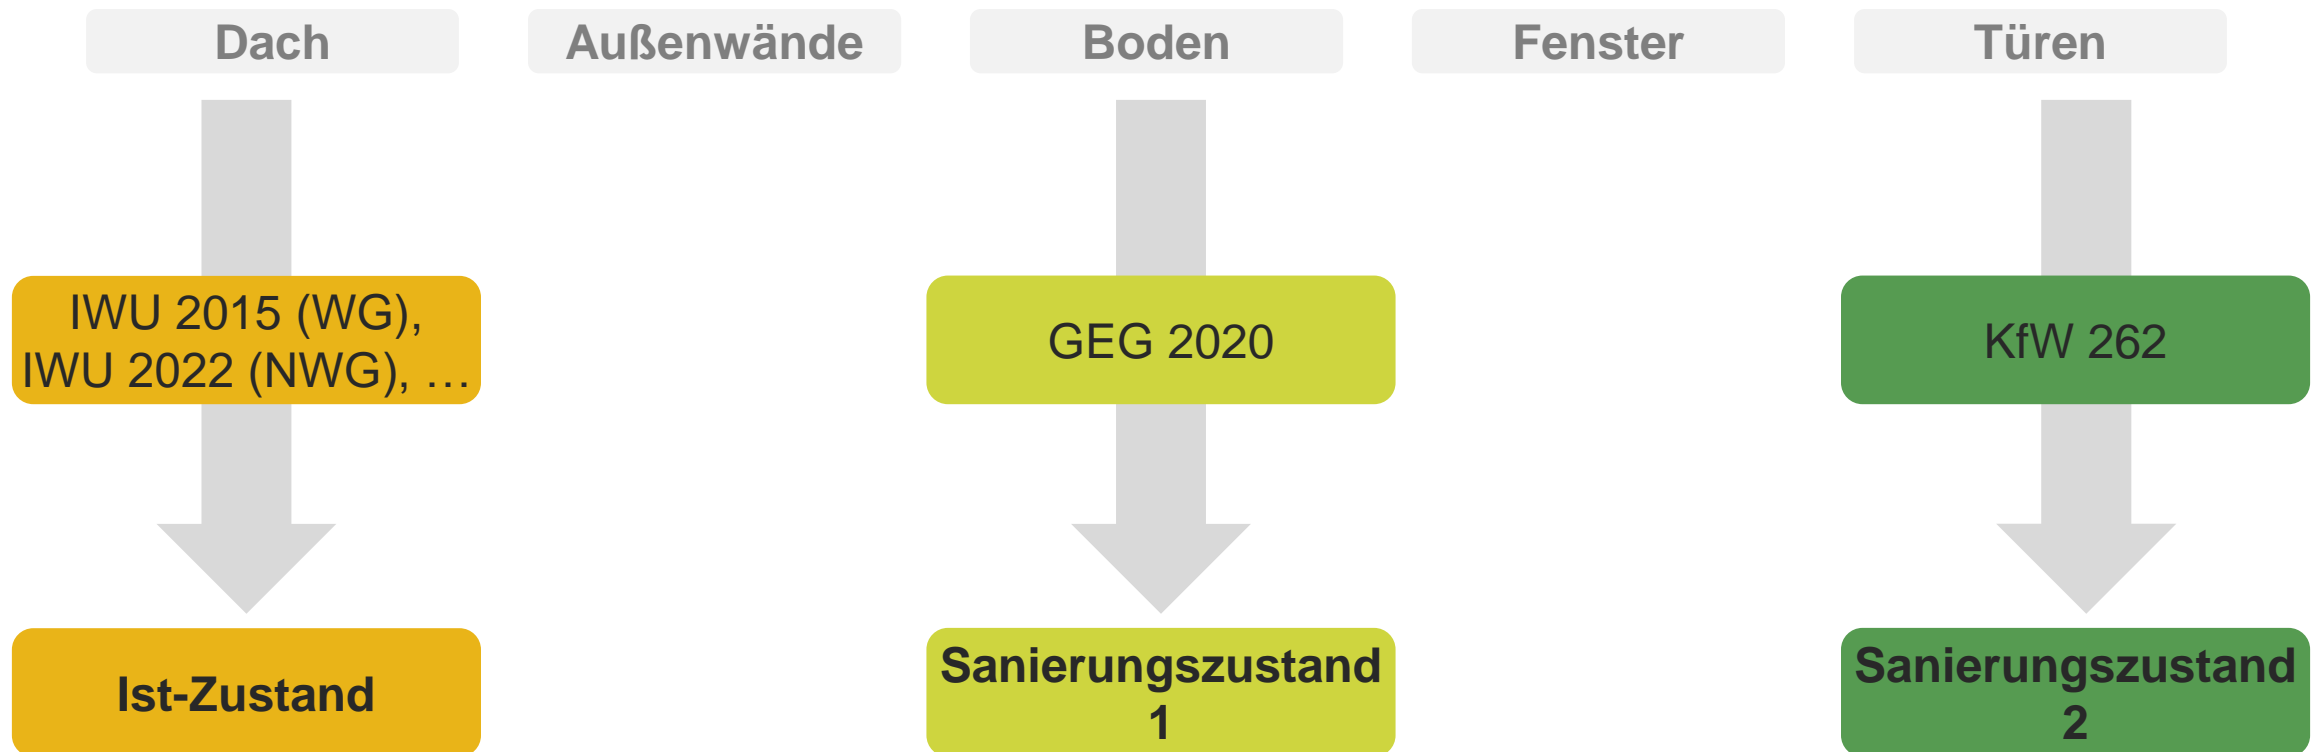 Dach
Außenwände
Boden
Fenster
Türen
IWU 2015 (WG),
IWU 2022 (NWG), …
GEG 2020
KfW 262
Ist-Zustand
Sanierungszustand
1
Sanierungszustand
2